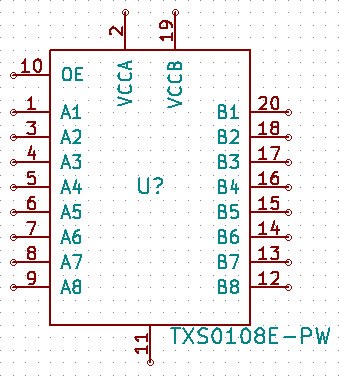 2 19
VCCA VCCB
10 OE
1 A1 B1 20
3 A2 B2 18
4 A3 B3 17
5 A4 U? B4 16
6 A5 B5 15
7 A6 B6 14
8 A7 B7 13
9 A8 B8 12
11 TXS0108E-PW